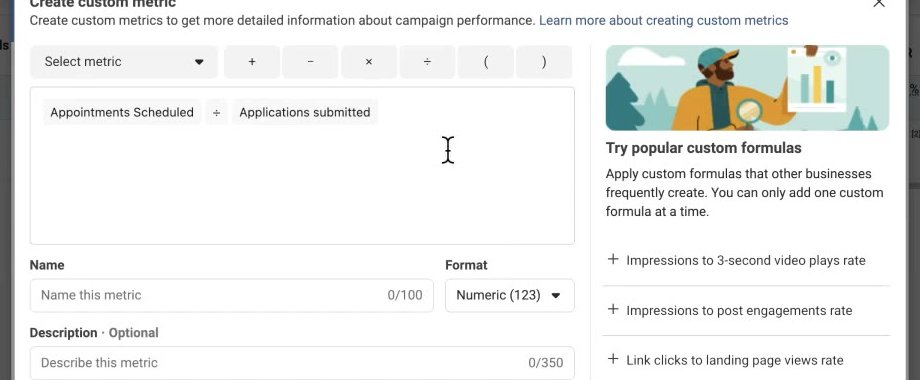 Create custom metric
Create custom metrics to get more detailed information about campaign performance. Learn more about creating custom metrics
Select metric + − × ÷ ( )
Appointments Scheduled ÷ Applications submitted
Name
Format
Name this metric 0/100
Numeric (123)
Description · Optional
Describe this metric 0/350
Try popular custom formulas
Apply custom formulas that other businesses
frequently create. You can only add one custom
formula at a time.
+ Impressions to 3-second video plays rate
+ Impressions to post engagements rate
+ Link clicks to landing page views rate